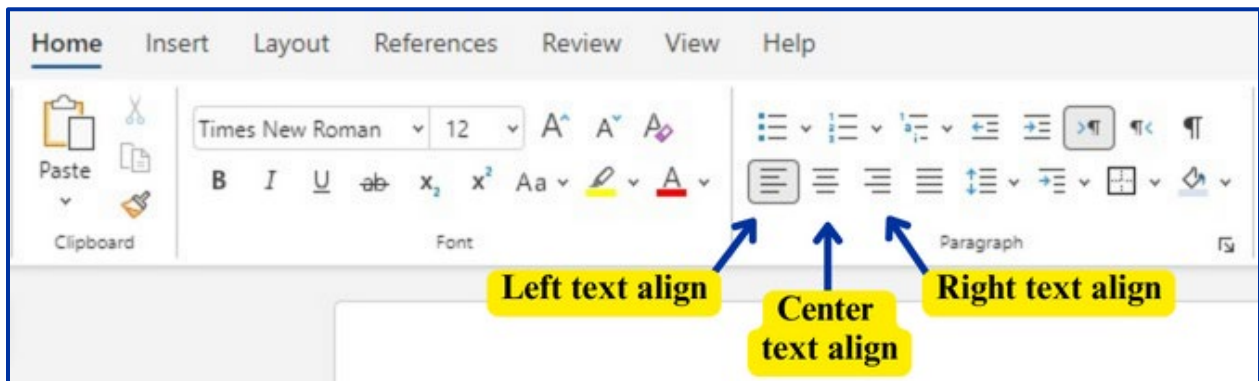 Home Insert Layout References Review View Help
Times New Roman 12 A^ A˅ A
Paste
B I U ab x₂ x² Aa A
Clipboard Font Paragraph
Left text align
Center
text align
Right text align